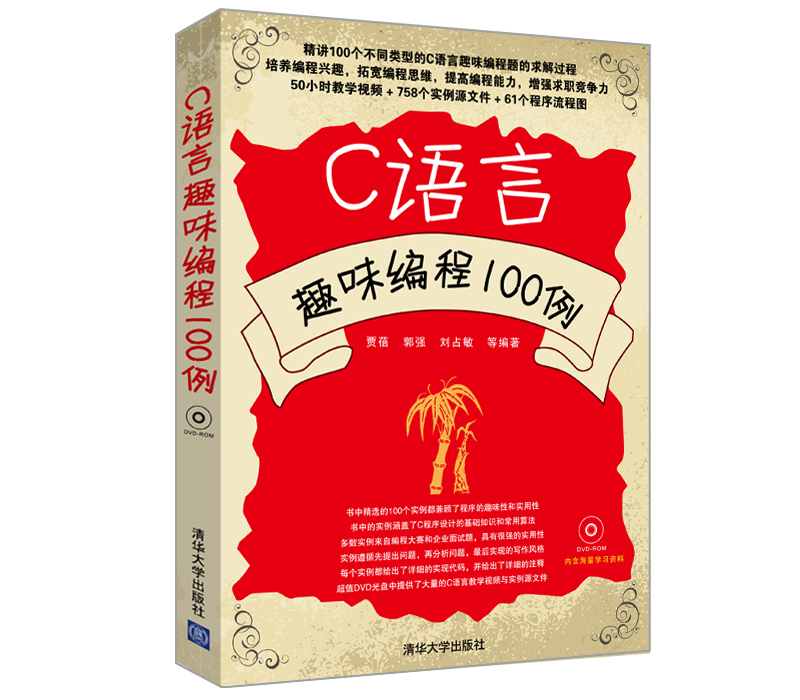 精讲100个不同类型的C语言趣味编程题的求解过程
培养编程兴趣，拓宽编程思维，提高编程能力，增强求职竞争力
50小时教学视频 + 758个实例源文件 + 61个程序流程图
C语言
趣味编程100例
贾蓓 郭强 刘占敏 等编著
书中精选的100个实例都兼顾了程序的趣味性和实用性
书中的实例涵盖了C程序设计的基础知识和常用算法
多数实例来自编程大赛和企业面试题，具有很强的实用性
实例遵循先提出问题，再分析问题，最后实现的写作风格
每个实例都给出了详细的实现代码，并给出了详细的注释
超值DVD光盘中提供了大量的C语言教学视频与实例源文件
DVD-ROM
内含海量学习资料
清华大学出版社
C语言趣味编程100例
DVD-ROM
清华大学出版社